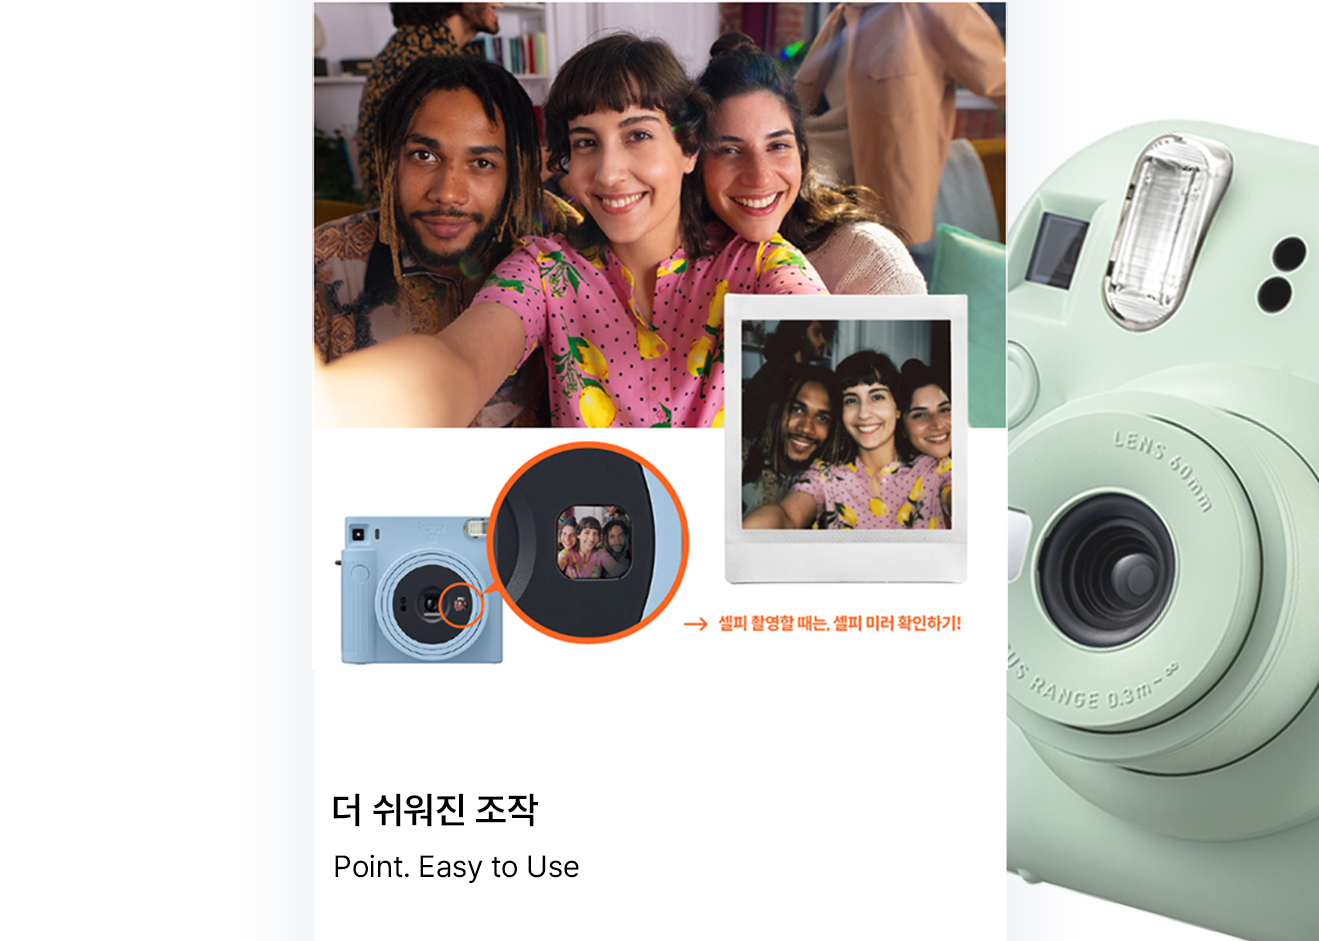 LENS 60mm
→ 셀피 촬영할 때는, 셀피 미러 확인하기!
US RANGE 0.3m~∞
더 쉬워진 조작
Point. Easy to Use